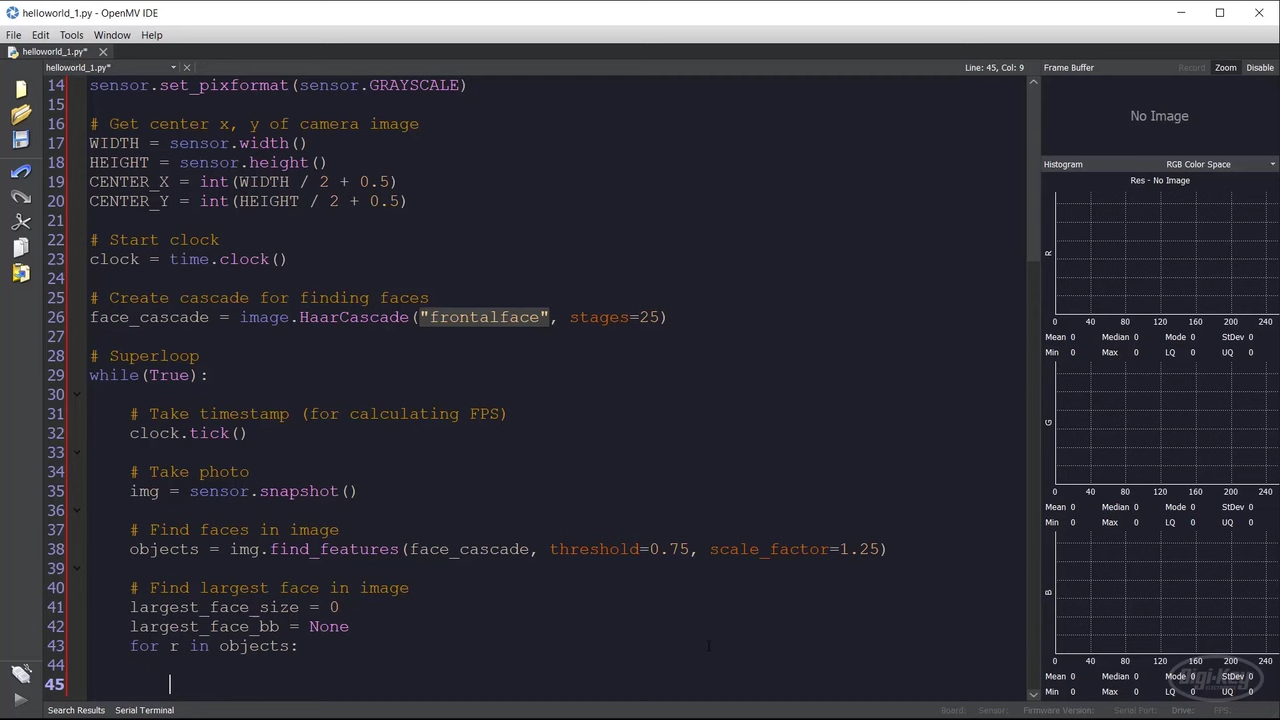 helloworld_1.py* - OpenMV IDE
File Edit Tools Window Help
helloworld_1.py*
helloworld_1.py* Line: 45, Col: 9 Frame Buffer Record Zoom Disable
14 sensor.set_pixformat(sensor.GRAYSCALE)
15
16 # Get center x, y of camera image
17 WIDTH = sensor.width()
18 HEIGHT = sensor.height()
19 CENTER_X = int(WIDTH / 2 + 0.5)
20 CENTER_Y = int(HEIGHT / 2 + 0.5)
21
22 # Start clock
23 clock = time.clock()
24
25 # Create cascade for finding faces
26 face_cascade = image.HaarCascade("frontalface", stages=25)
27
28 # Superloop
29 while(True):
30
31 # Take timestamp (for calculating FPS)
32 clock.tick()
33
34 # Take photo
35 img = sensor.snapshot()
36
37 # Find faces in image
38 objects = img.find_features(face_cascade, threshold=0.75, scale_factor=1.25)
39
40 # Find largest face in image
41 largest_face_size = 0
42 largest_face_bb = None
43 for r in objects:
44
45
No Image
Histogram RGB Color Space
Res - No Image
R
0 40 80 120 160 200 240
Mean 0 Median 0 Mode 0 StDev 0
Min 0 Max 0 LQ 0 UQ 0
G
0 40 80 120 160 200 240
Mean 0 Median 0 Mode 0 StDev 0
Min 0 Max 0 LQ 0 UQ 0
B
0 40 80 120 160 200 240
Mean 0 Median 0 Mode 0 StDev 0
Min 0 Max 0 LQ 0 UQ 0
Digi-Key
Search Results Serial Terminal Board: Sensor: Firmware Version: Serial Port: Drive: FPS: